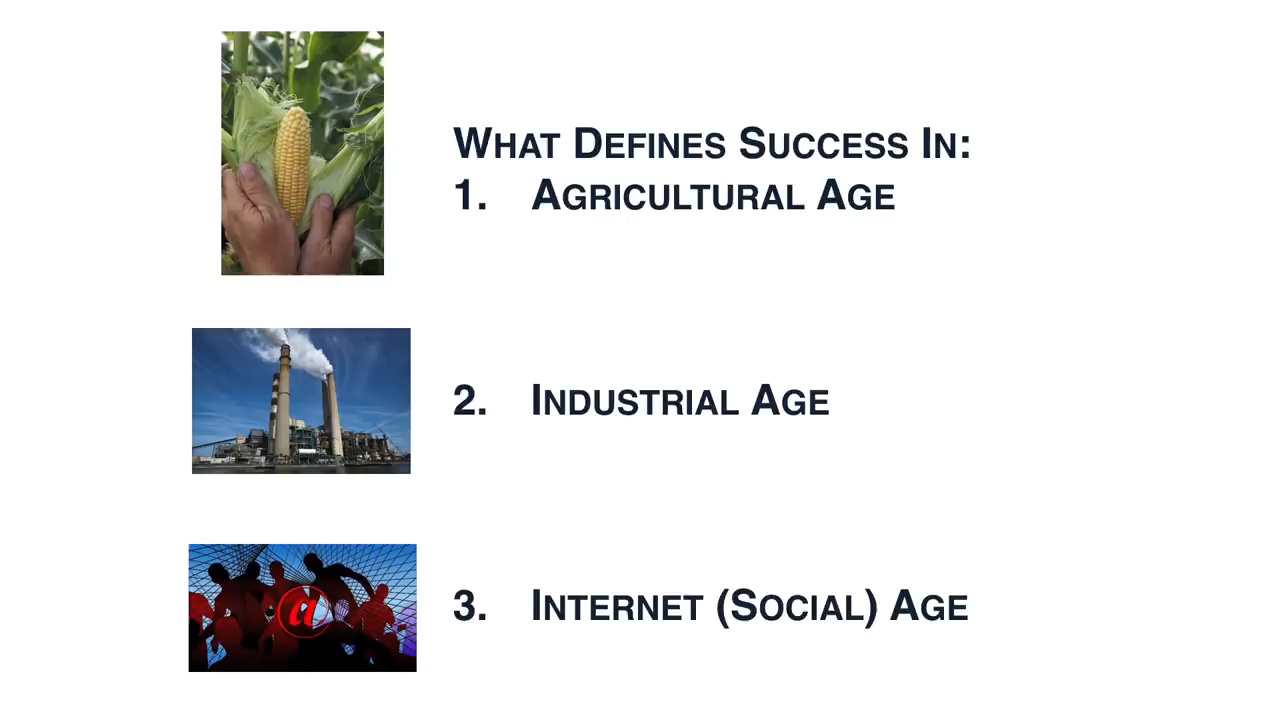 What Defines Success In:
1. Agricultural Age
2. Industrial Age
3. Internet (Social) Age
a